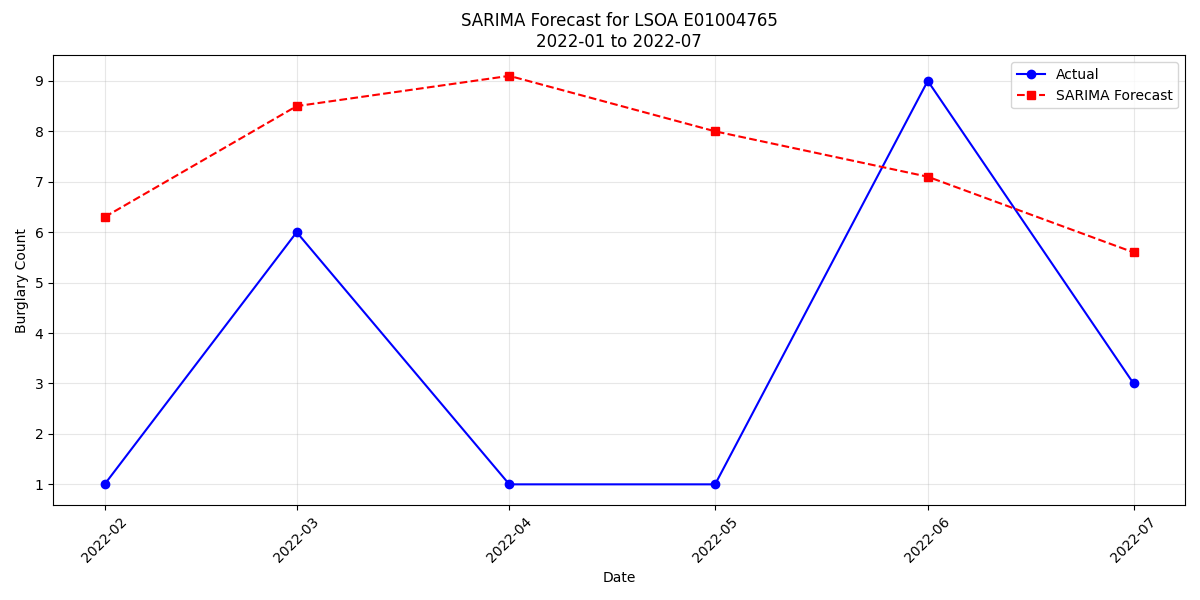 SARIMA Forecast for LSOA E01004765
2022-01 to 2022-07
Actual
SARIMA Forecast
Burglary Count
9
8
7
6
5
4
3
2
1
2022-02
2022-03
2022-04
2022-05
2022-06
2022-07
Date